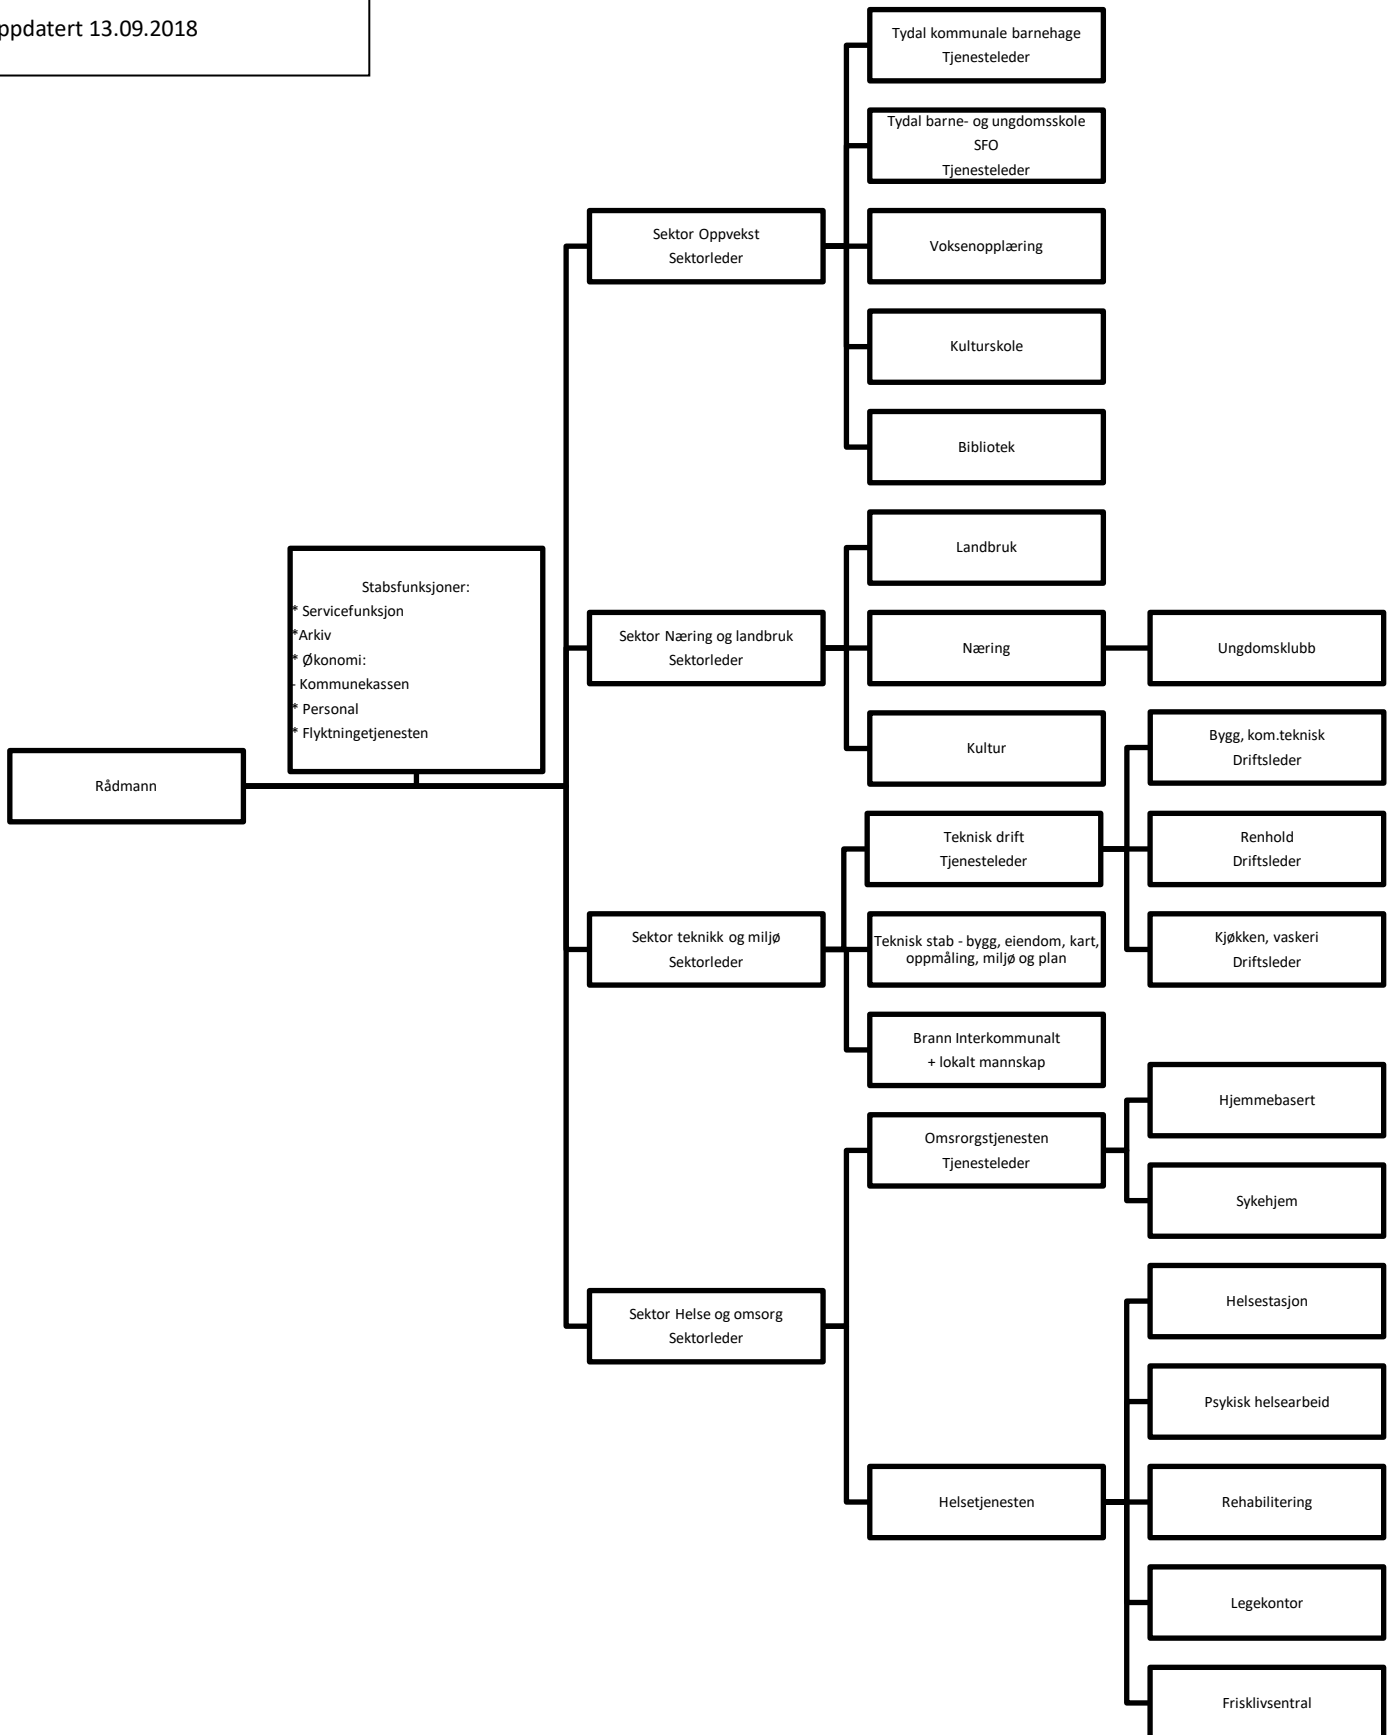 ppdatert 13.09.2018
Tydal kommunale barnehage
Tjenesteleder
Tydal barne- og ungdomsskole
SFO
Tjenesteleder
Sektor Oppvekst
Sektorleder
Voksenopplæring
Kulturskole
Bibliotek
Landbruk
Stabsfunksjoner:
* Servicefunksjon
*Arkiv
* Økonomi:
- Kommunekassen
* Personal
* Flyktningetjenesten
Sektor Næring og landbruk
Sektorleder
Næring
Ungdomsklubb
Kultur
Rådmann
Bygg, kom.teknisk
Driftsleder
Teknisk drift
Tjenesteleder
Renhold
Driftsleder
Sektor teknikk og miljø
Sektorleder
Teknisk stab - bygg, eiendom, kart,
oppmåling, miljø og plan
Kjøkken, vaskeri
Driftsleder
Brann Interkommunalt
+ lokalt mannskap
Omsrorgstjenesten
Tjenesteleder
Hjemmebasert
Sykehjem
Sektor Helse og omsorg
Sektorleder
Helsestasjon
Psykisk helsearbeid
Helsetjenesten
Rehabilitering
Legekontor
Frisklivsentral